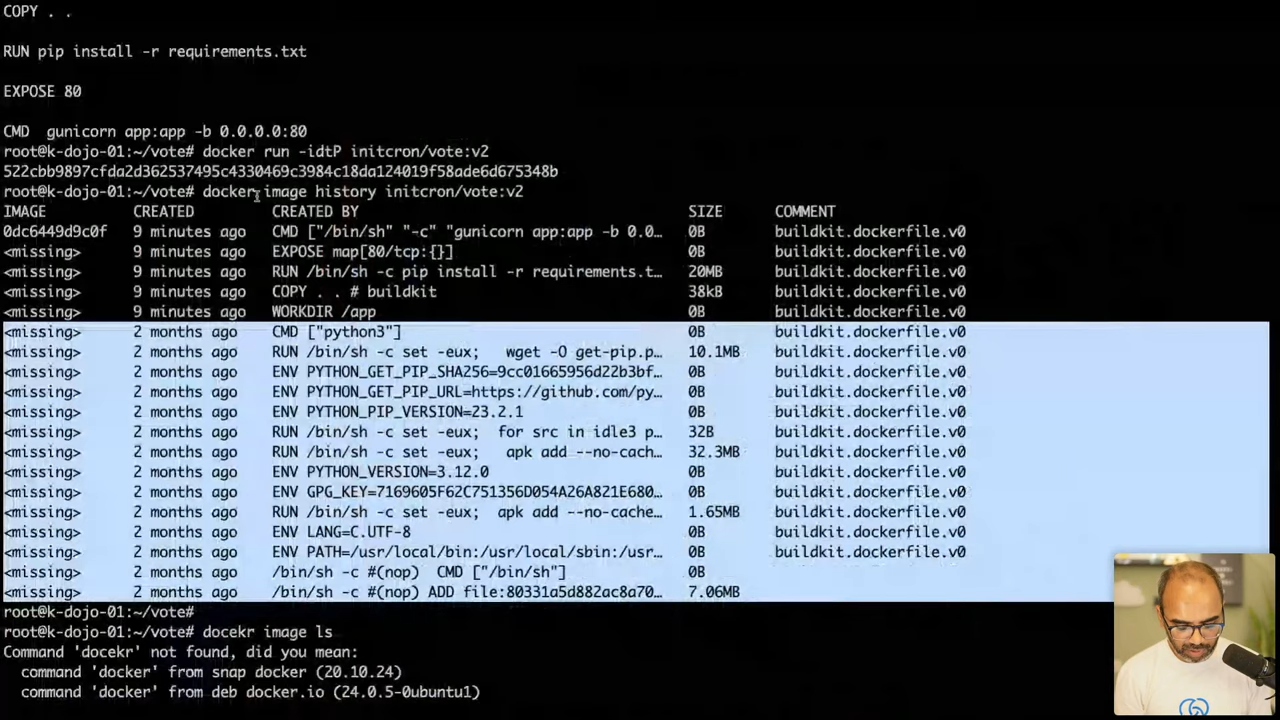 COPY . .
RUN pip install -r requirements.txt
EXPOSE 80
CMD  gunicorn app:app -b 0.0.0.0:80
root@k-dojo-01:~/vote# docker run -idtP initcron/vote:v2
522cbb9897cfda2d362537495c4330469c3984c18da124019f58ade6d675348b
root@k-dojo-01:~/vote# docker image history initcron/vote:v2
IMAGE          CREATED         CREATED BY                                      SIZE      COMMENT
0dc6449d9c0f   9 minutes ago   CMD ["/bin/sh" "-c" "gunicorn app:app -b 0.0…   0B        buildkit.dockerfile.v0
<missing>      9 minutes ago   EXPOSE map[80/tcp:{}]                           0B        buildkit.dockerfile.v0
<missing>      9 minutes ago   RUN /bin/sh -c pip install -r requirements.t…   20MB      buildkit.dockerfile.v0
<missing>      9 minutes ago   COPY . . # buildkit                             38kB      buildkit.dockerfile.v0
<missing>      9 minutes ago   WORKDIR /app                                    0B        buildkit.dockerfile.v0
<missing>      2 months ago    CMD ["python3"]                                 0B        buildkit.dockerfile.v0
<missing>      2 months ago    RUN /bin/sh -c set -eux;   wget -O get-pip.p…   10.1MB    buildkit.dockerfile.v0
<missing>      2 months ago    ENV PYTHON_GET_PIP_SHA256=9cc01665956d22b3bf…   0B        buildkit.dockerfile.v0
<missing>      2 months ago    ENV PYTHON_GET_PIP_URL=https://github.com/py…   0B        buildkit.dockerfile.v0
<missing>      2 months ago    ENV PYTHON_PIP_VERSION=23.2.1                   0B        buildkit.dockerfile.v0
<missing>      2 months ago    RUN /bin/sh -c set -eux;  for src in idle3 p…   32B       buildkit.dockerfile.v0
<missing>      2 months ago    RUN /bin/sh -c set -eux;   apk add --no-cach…   32.3MB    buildkit.dockerfile.v0
<missing>      2 months ago    ENV PYTHON_VERSION=3.12.0                       0B        buildkit.dockerfile.v0
<missing>      2 months ago    ENV GPG_KEY=7169605F62C751356D054A26A821E680…   0B        buildkit.dockerfile.v0
<missing>      2 months ago    RUN /bin/sh -c set -eux;  apk add --no-cache…   1.65MB    buildkit.dockerfile.v0
<missing>      2 months ago    ENV LANG=C.UTF-8                                0B        buildkit.dockerfile.v0
<missing>      2 months ago    ENV PATH=/usr/local/bin:/usr/local/sbin:/usr…   0B        buildkit.dockerfile.v0
<missing>      2 months ago    /bin/sh -c #(nop)  CMD ["/bin/sh"]              0B
<missing>      2 months ago    /bin/sh -c #(nop) ADD file:80331a5d882ac8a70…   7.06MB
root@k-dojo-01:~/vote#
root@k-dojo-01:~/vote# docekr image ls
Command 'docekr' not found, did you mean:
  command 'docker' from snap docker (20.10.24)
  command 'docker' from deb docker.io (24.0.5-0ubuntu1)